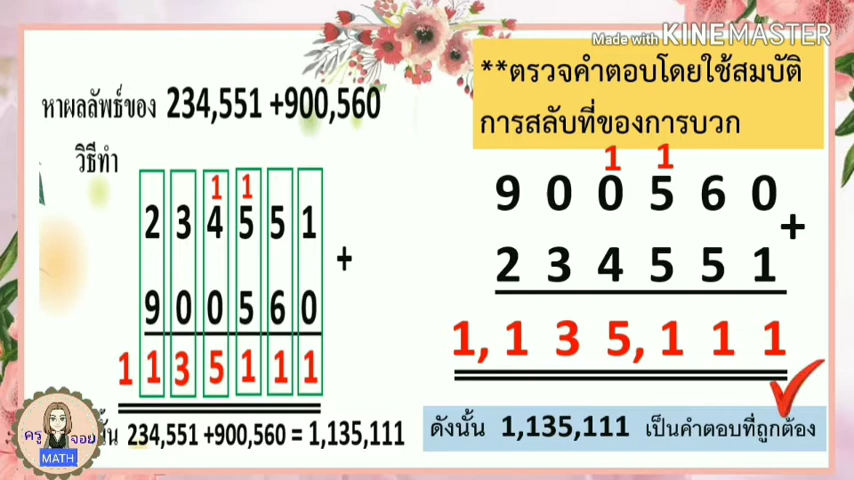 Made with KINEMASTER
**ตรวจคำตอบโดยใช้สมบัติ
การสลับที่ของการบวก
หาผลลัพธ์ของ 234,551 +900,560
วิธีทำ
1 1
2 3 4 5 5 1
+
9 0 0 5 6 0
1 1 3 5 1 1 1
234,551 +900,560 = 1,135,111
1 1
9 0 0 5 6 0
+
2 3 4 5 5 1
1, 1 3 5, 1 1 1
ดังนั้น 1,135,111 เป็นคำตอบที่ถูกต้อง
ครูจอย
MATH